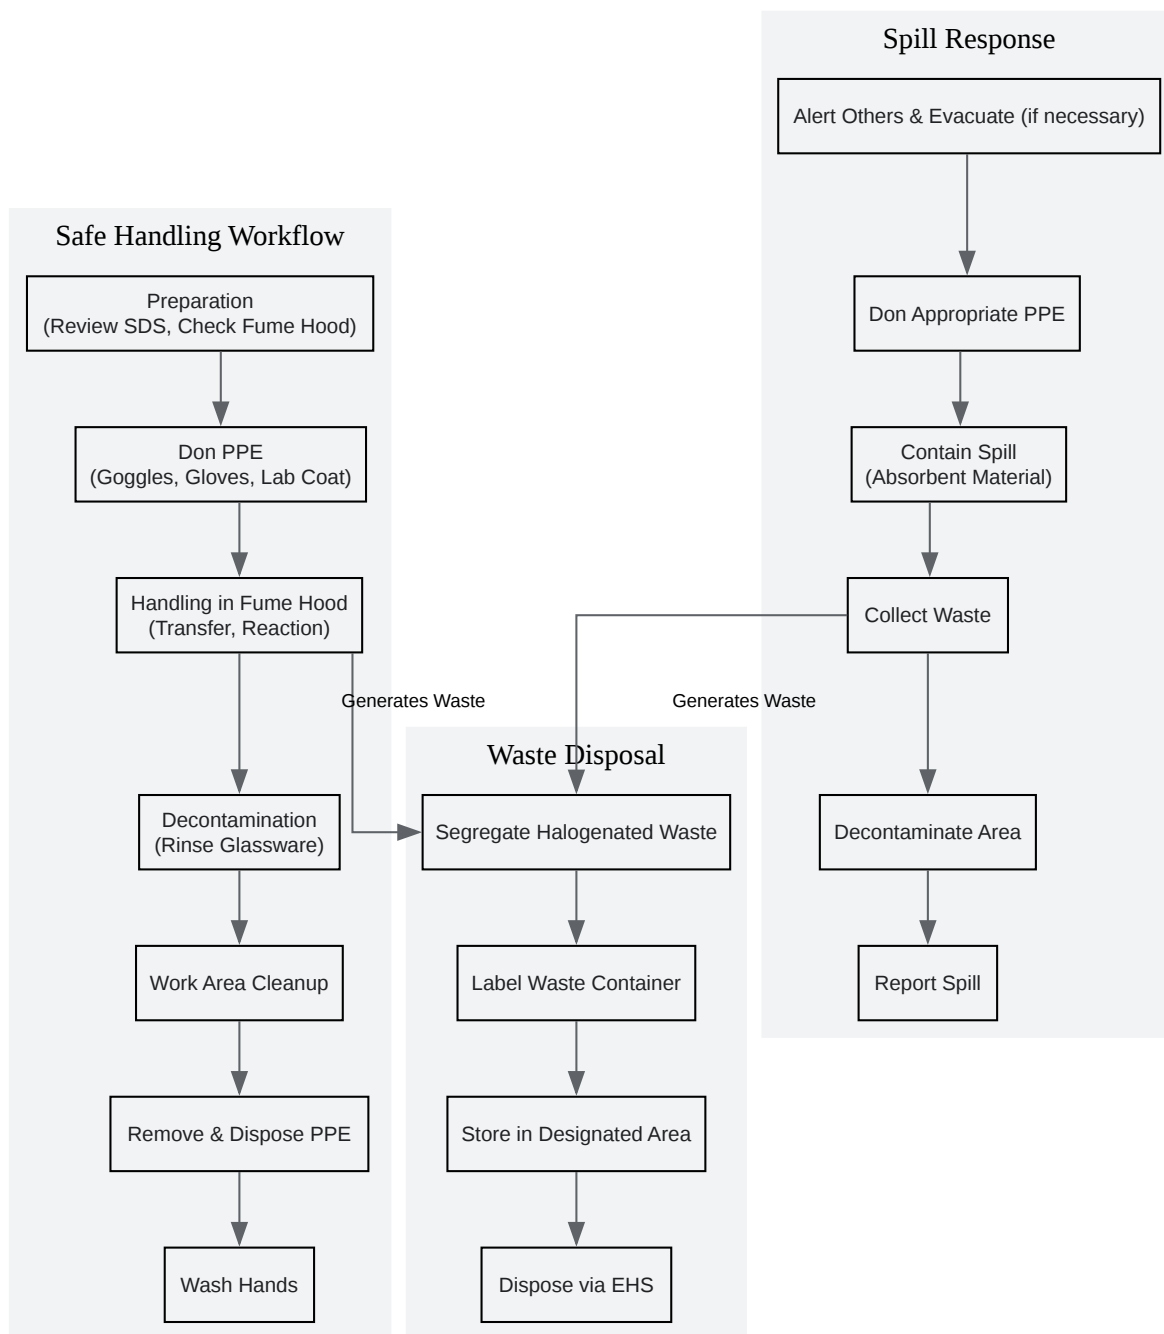 Safe Handling Workflow
Preparation
(Review SDS, Check Fume Hood)
Don PPE
(Goggles, Gloves, Lab Coat)
Handling in Fume Hood
(Transfer, Reaction)
Generates Waste
Decontamination
(Rinse Glassware)
Work Area Cleanup
Remove & Dispose PPE
Wash Hands
Waste Disposal
Segregate Halogenated Waste
Label Waste Container
Store in Designated Area
Dispose via EHS
Spill Response
Alert Others & Evacuate (if necessary)
Don Appropriate PPE
Contain Spill
(Absorbent Material)
Collect Waste
Generates Waste
Decontaminate Area
Report Spill